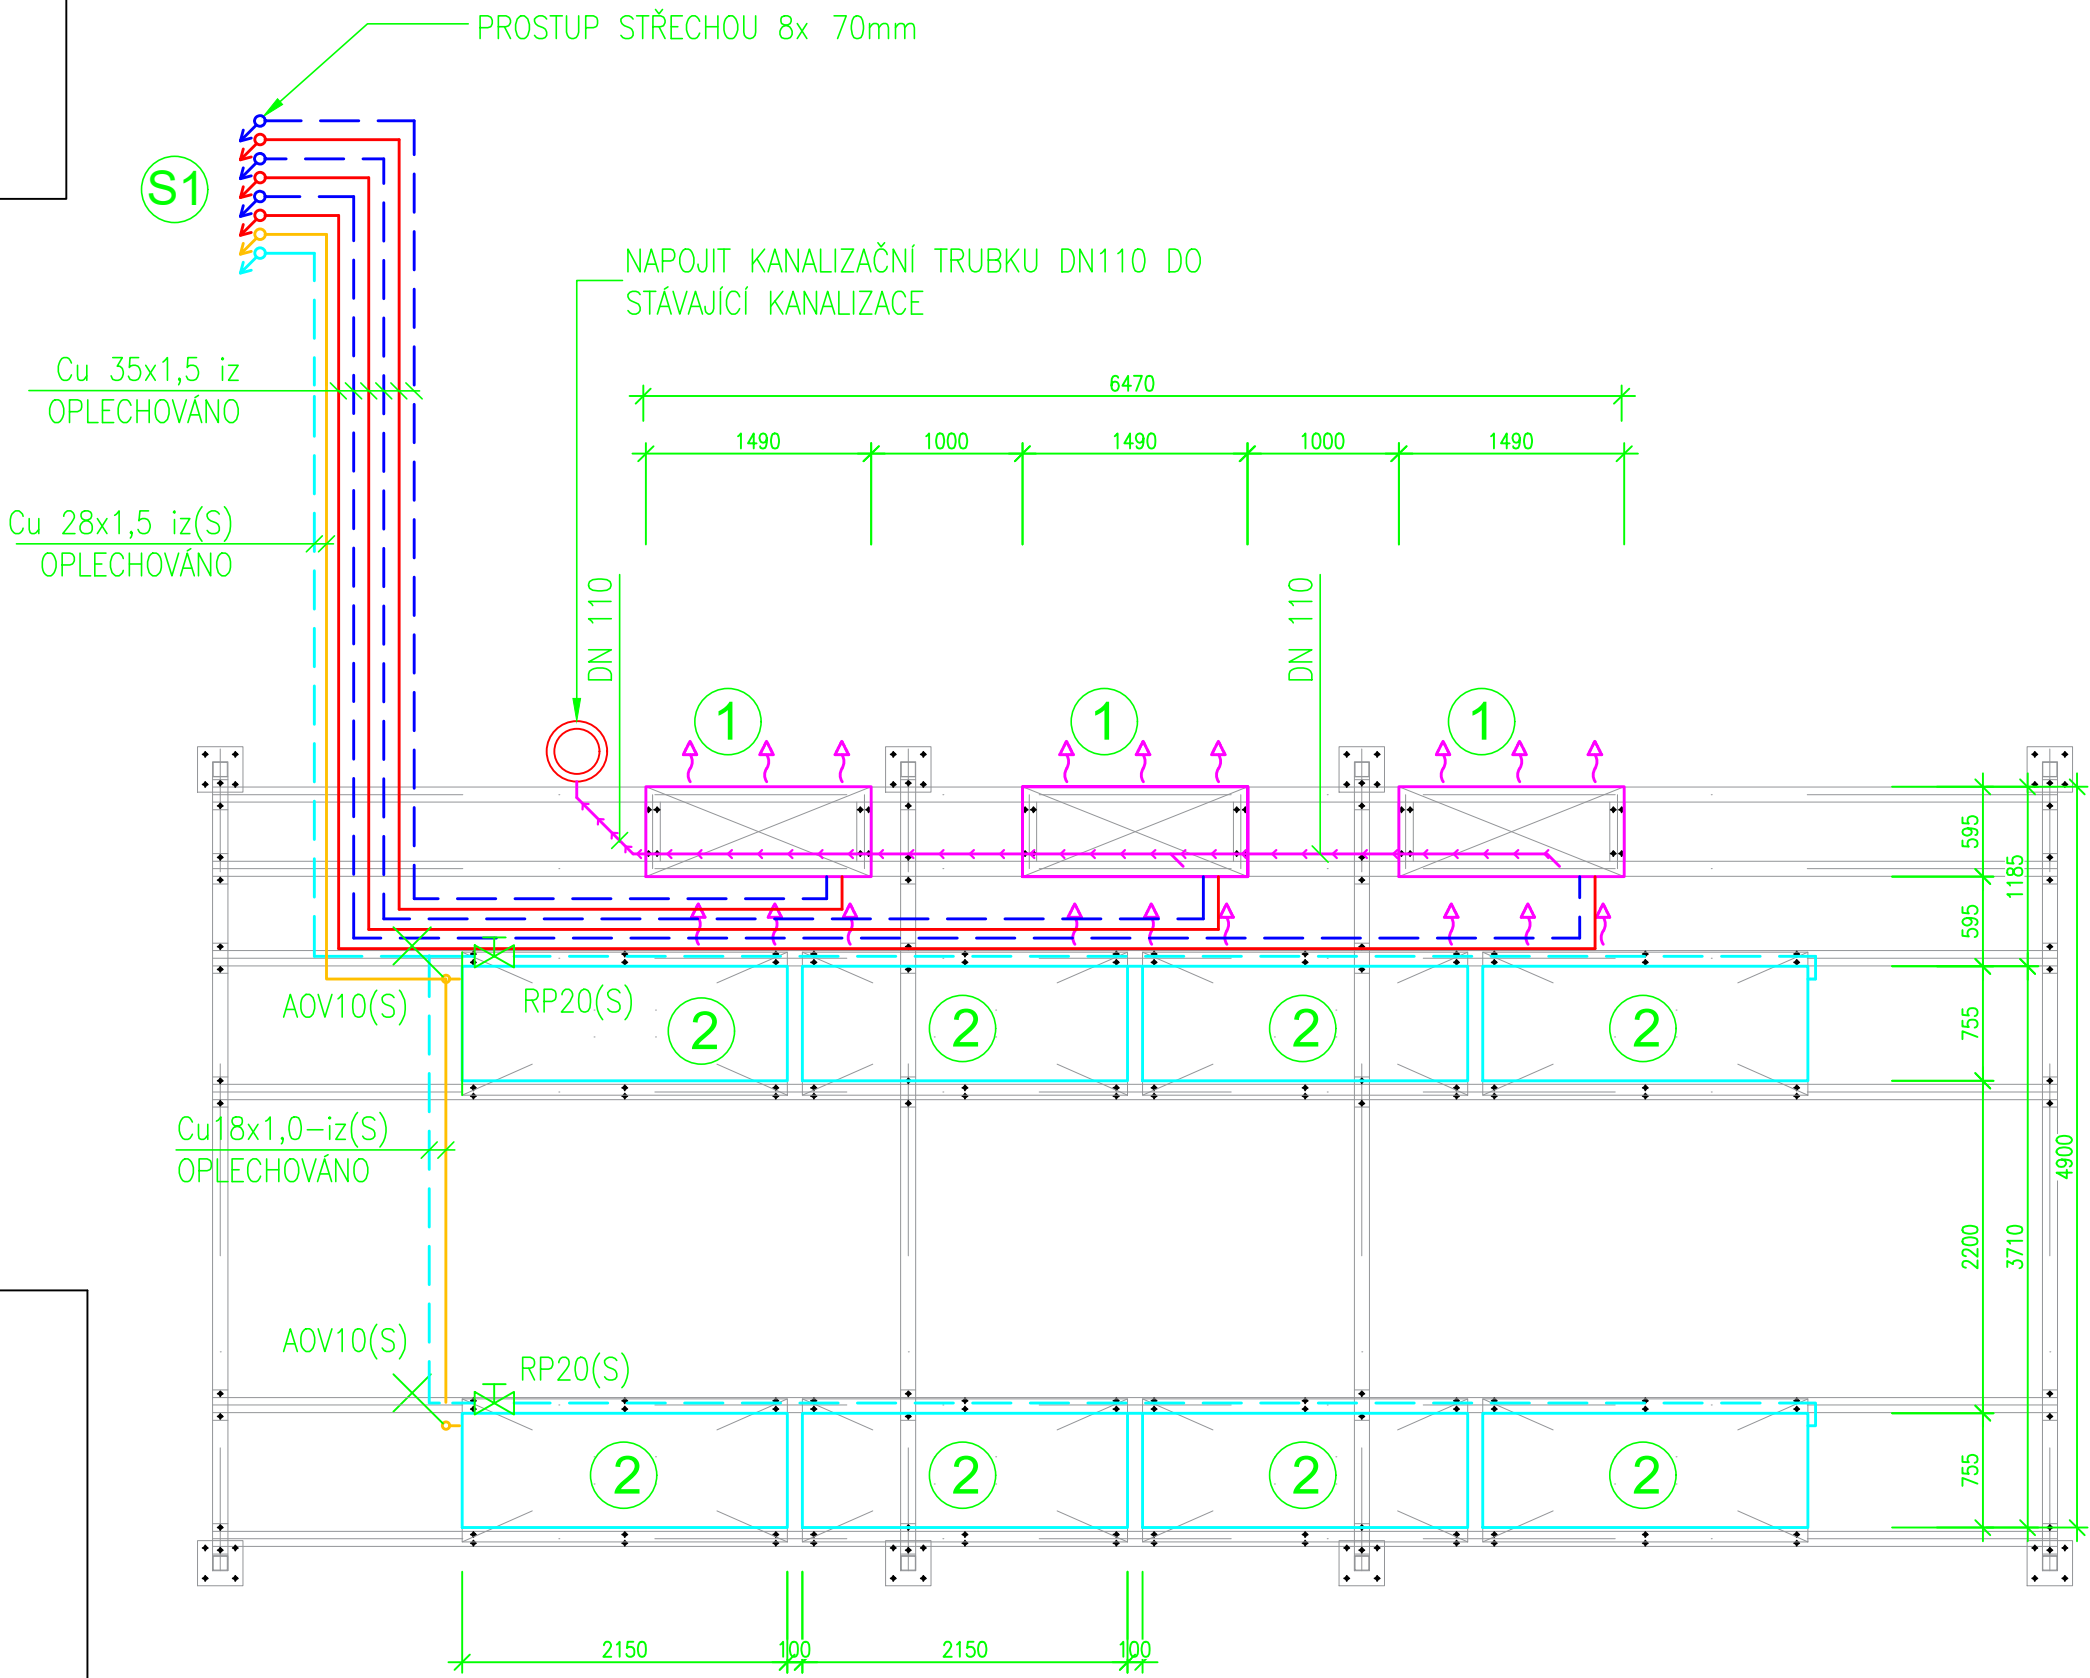 PROSTUP STŘECHOU 8x 70mm
S1
NAPOJIT KANALIZAČNÍ TRUBKU DN110 DO
STÁVAJÍCÍ KANALIZACE
Cu 35x1,5 iz
OPLECHOVÁNO
6470
1490
1000
1490
1000
1490
Cu 28x1,5 iz(S)
OPLECHOVÁNO
DN 110
DN 110
1
1
1
595
1185
595
AOV10(S)
RP20(S)
2
2
2
2
755
Cu18x1,0-iz(S)
OPLECHOVÁNO
4900
2200
3710
AOV10(S)
RP20(S)
2
2
2
2
755
2150
100
2150
100